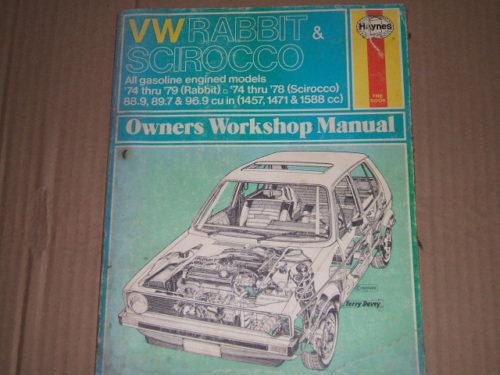 VW RABBIT &
SCIROCCO
Haynes
All gasoline engined models
'74 thru '79 (Rabbit) □ '74 thru '78 (Scirocco)
88.9, 89.7 & 96.9 cu in (1457, 1471 & 1588 cc)
Owners Workshop Manual
Terry Davey